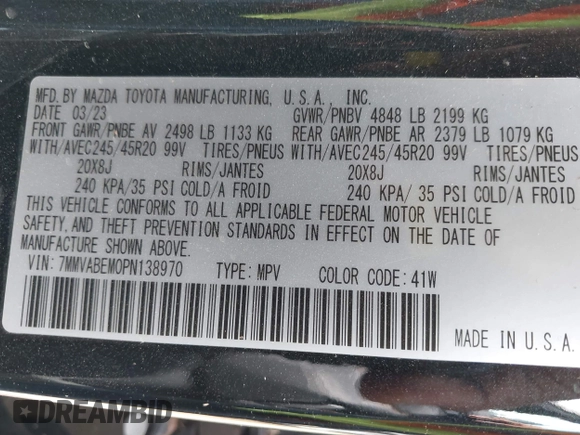 MFD. BY MAZDA TOYOTA MANUFACTURING, U.S.A., INC.
DATE 03/23 GVWR/PNBV 4848 LB 2199 KG
FRONT GAWR/PNBE AV 2498 LB 1133 KG REAR GAWR/PNBE AR 2379 LB 1079 KG
WITH/AVEC245/45R20 99V TIRES/PNEUS WITH/AVEC245/45R20 99V TIRES/PNEUS
20X8J RIMS/JANTES 20X8J RIMS/JANTES
240 KPA/35 PSI COLD/A FROID 240 KPA/ 35 PSI COLD/A FROID
THIS VEHICLE CONFORMS TO ALL APPLICABLE FEDERAL MOTOR VEHICLE
SAFETY, AND THEFT PREVENTION STANDARDS IN EFFECT ON THE DATE OF
MANUFACTURE SHOWN ABOVE.
VIN: 7MMVABEM0PN138970 TYPE: MPV COLOR CODE: 41W
MADE IN U.S.A.
DREAMBID